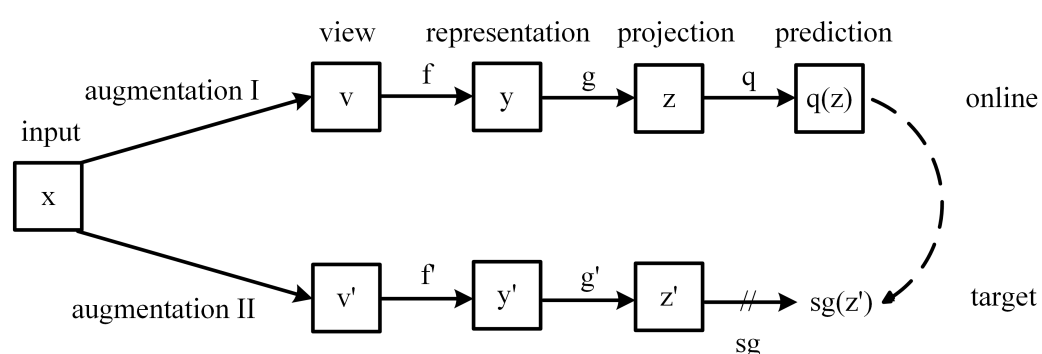 view representation projection prediction
augmentation I f g q
v y z q(z) online
input
x
v' f' y' g' z' sg(z') target
augmentation II
sg